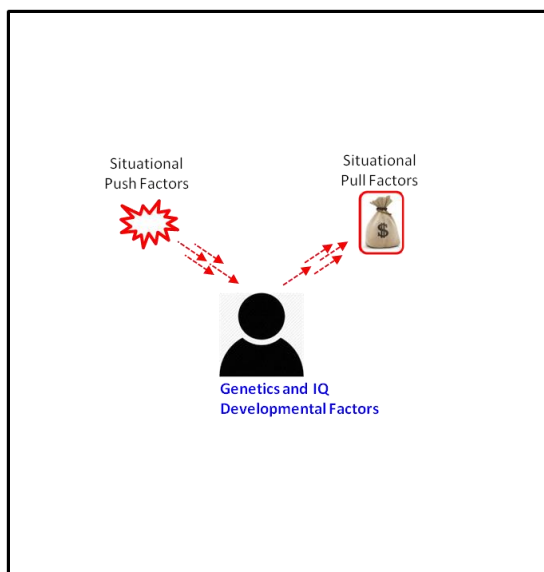 Situational
Push Factors
Situational
Pull Factors
$
Genetics and IQ
Developmental Factors